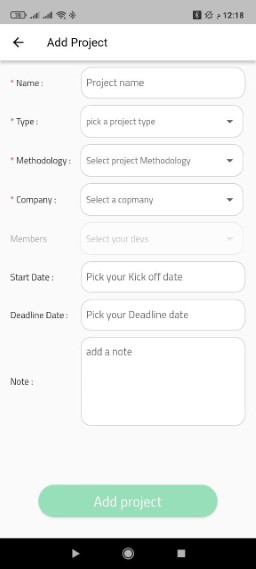 12:18 م
Add Project
* Name :
Project name
* Type :
pick a project type
* Methodology :
Select project Methodology
* Company :
Select a copmany
Members
Select your devs
Start Date :
Pick your Kick off date
Deadline Date :
Pick your Deadline date
Note :
add a note
Add project